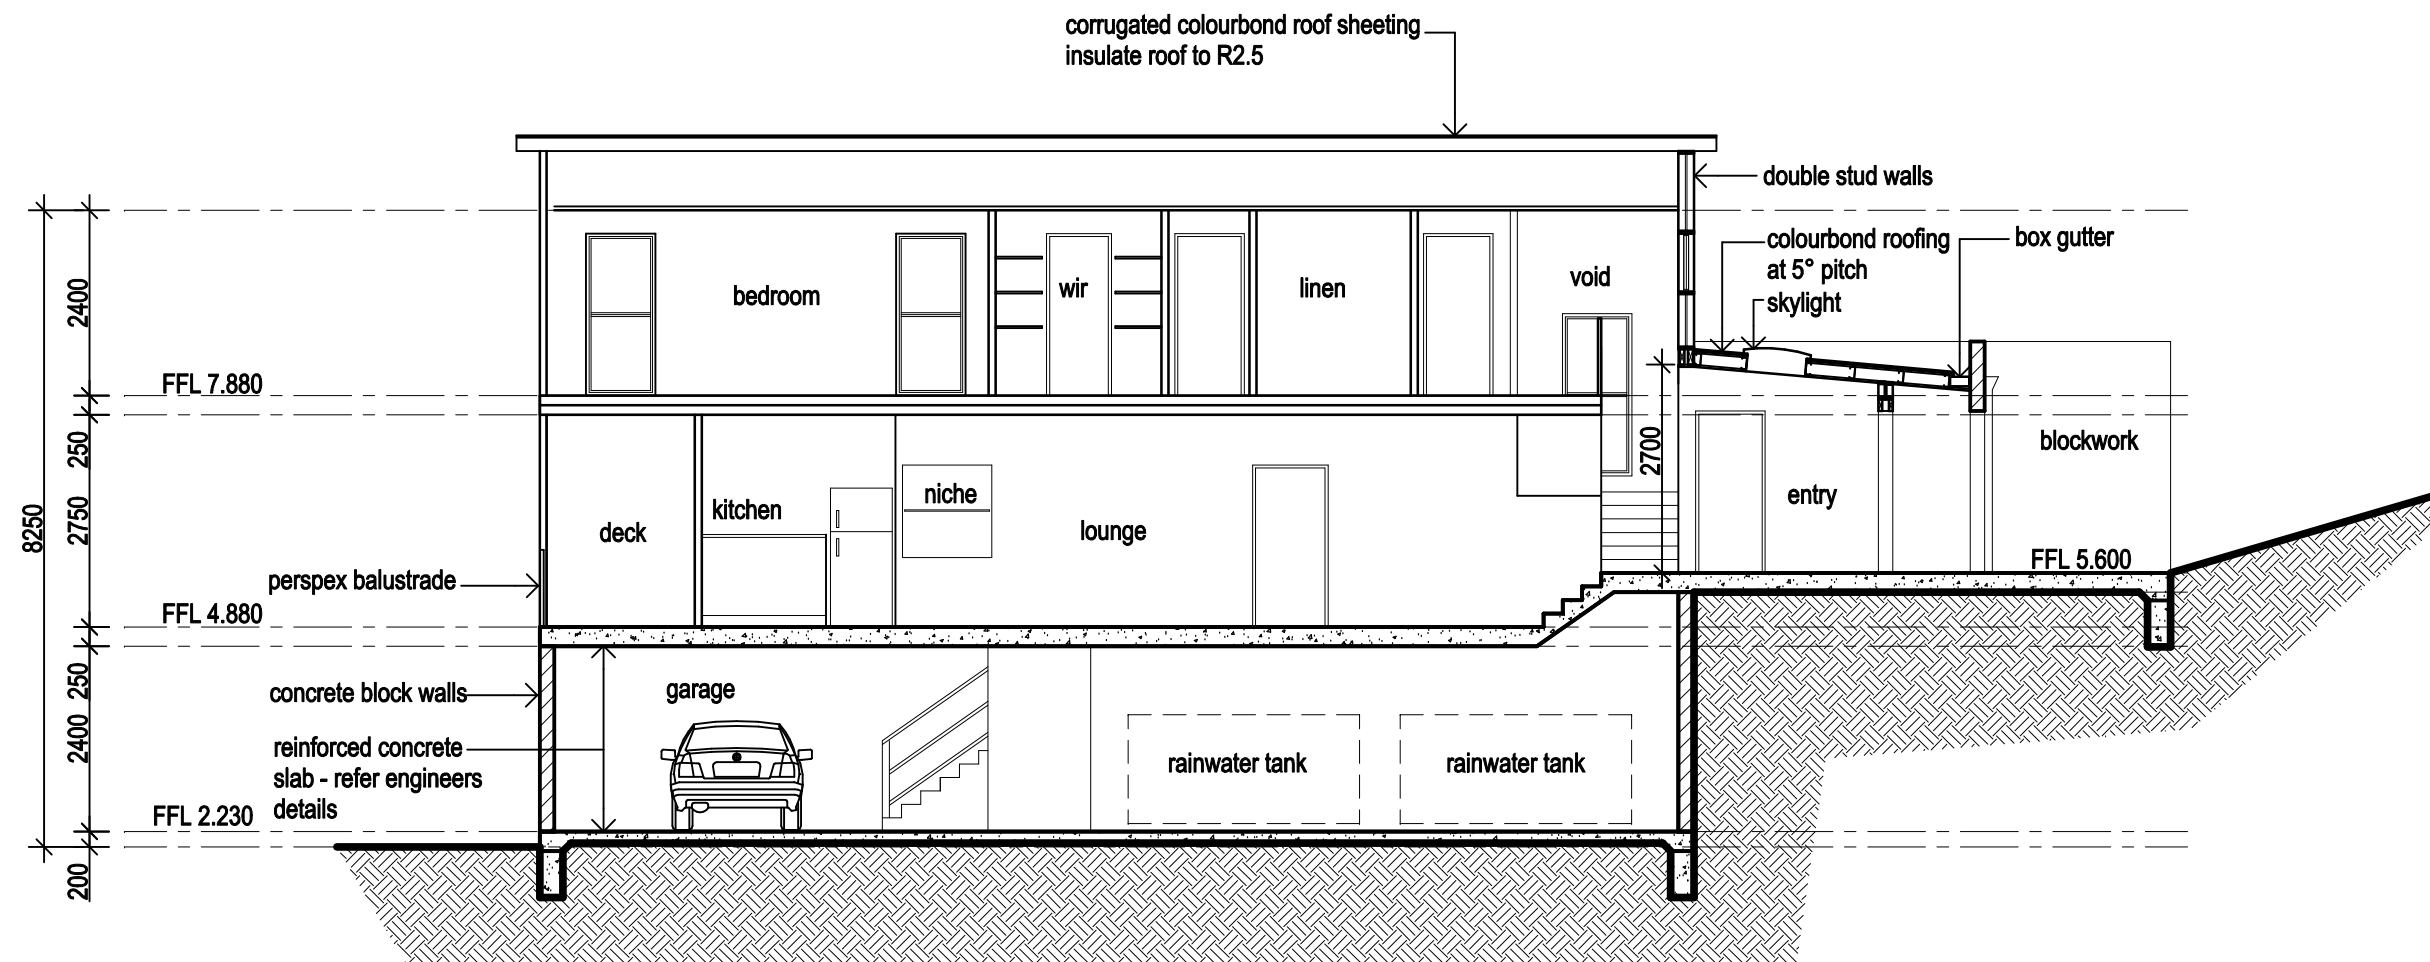 corrugated colourbond roof sheeting
insulate roof to R2.5
double stud walls
colourbond roofing
at 5° pitch
skylight
box gutter
2400
bedroom
wir
linen
void
FFL 7.880
250
2750
8250
deck
kitchen
niche
lounge
2700
entry
blockwork
FFL 5.600
perspex balustrade
FFL 4.880
250
2400
concrete block walls
garage
reinforced concrete
slab - refer engineers
details
rainwater tank
rainwater tank
FFL 2.230
200